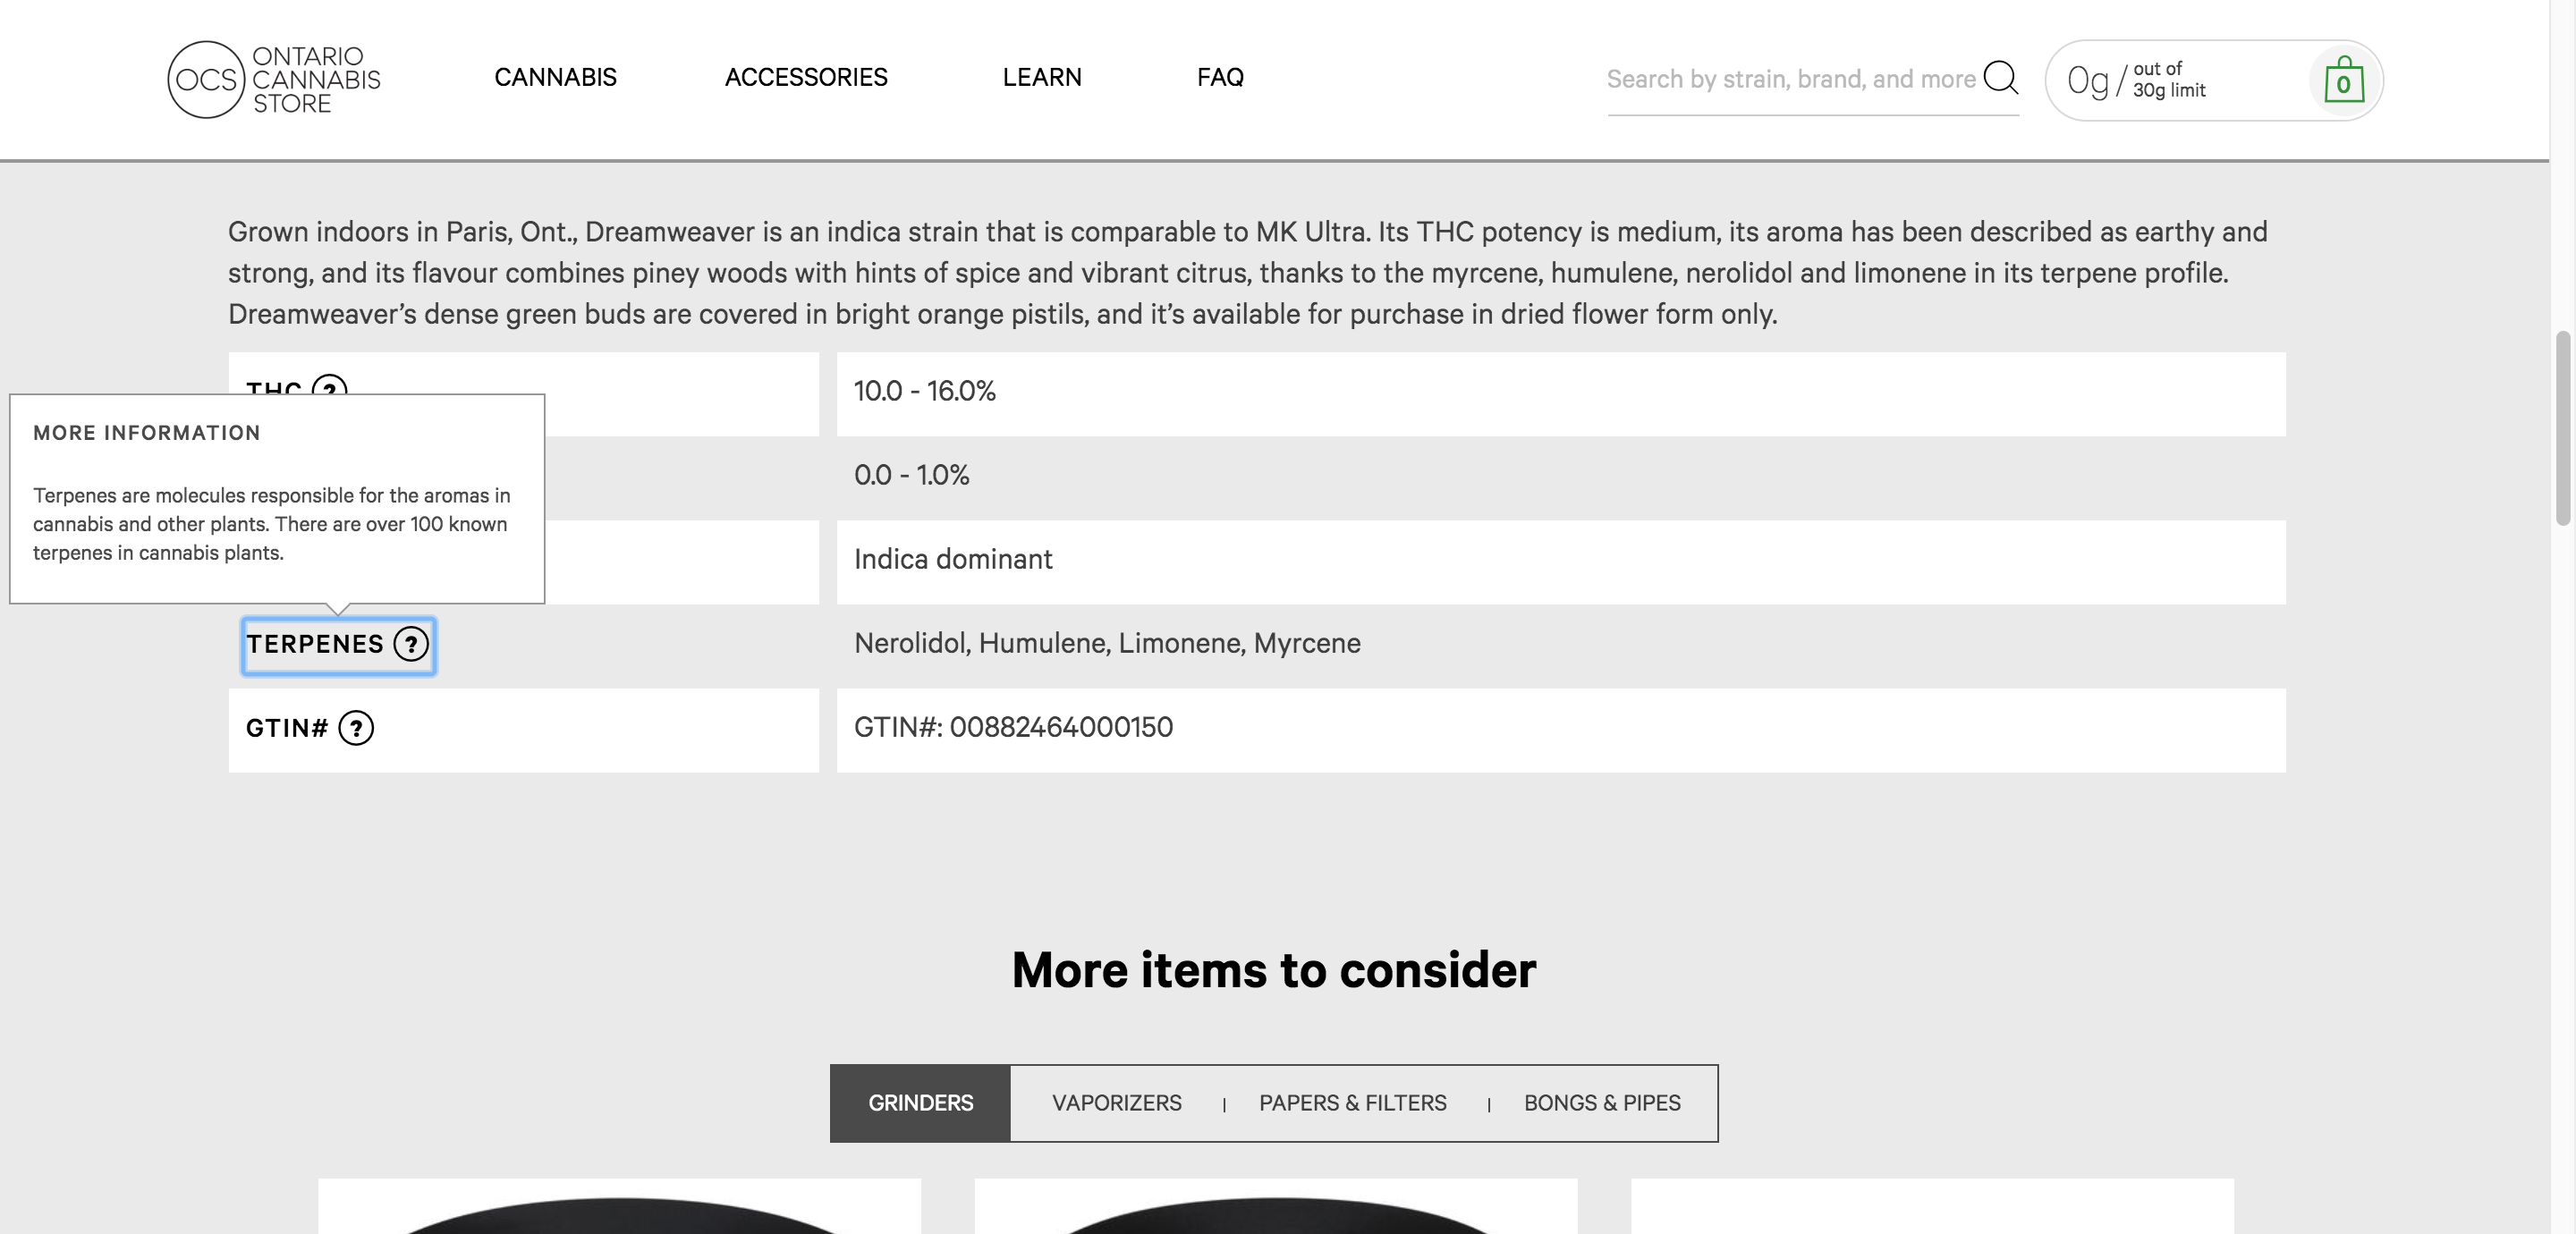 OCS ONTARIO
CANNABIS
STORE
CANNABIS
ACCESSORIES
LEARN
FAQ
Search by strain, brand, and more
0g/ out of
30g limit
0
Grown indoors in Paris, Ont., Dreamweaver is an indica strain that is comparable to MK Ultra. Its THC potency is medium, its aroma has been described as earthy and
strong, and its flavour combines piney woods with hints of spice and vibrant citrus, thanks to the myrcene, humulene, nerolidol and limonene in its terpene profile.
Dreamweaver’s dense green buds are covered in bright orange pistils, and it’s available for purchase in dried flower form only.
THC ?
10.0 - 16.0%
MORE INFORMATION
Terpenes are molecules responsible for the aromas in
cannabis and other plants. There are over 100 known
terpenes in cannabis plants.
0.0 - 1.0%
Indica dominant
TERPENES ?
Nerolidol, Humulene, Limonene, Myrcene
GTIN# ?
GTIN#: 00882464000150
More items to consider
GRINDERS
VAPORIZERS | PAPERS & FILTERS | BONGS & PIPES